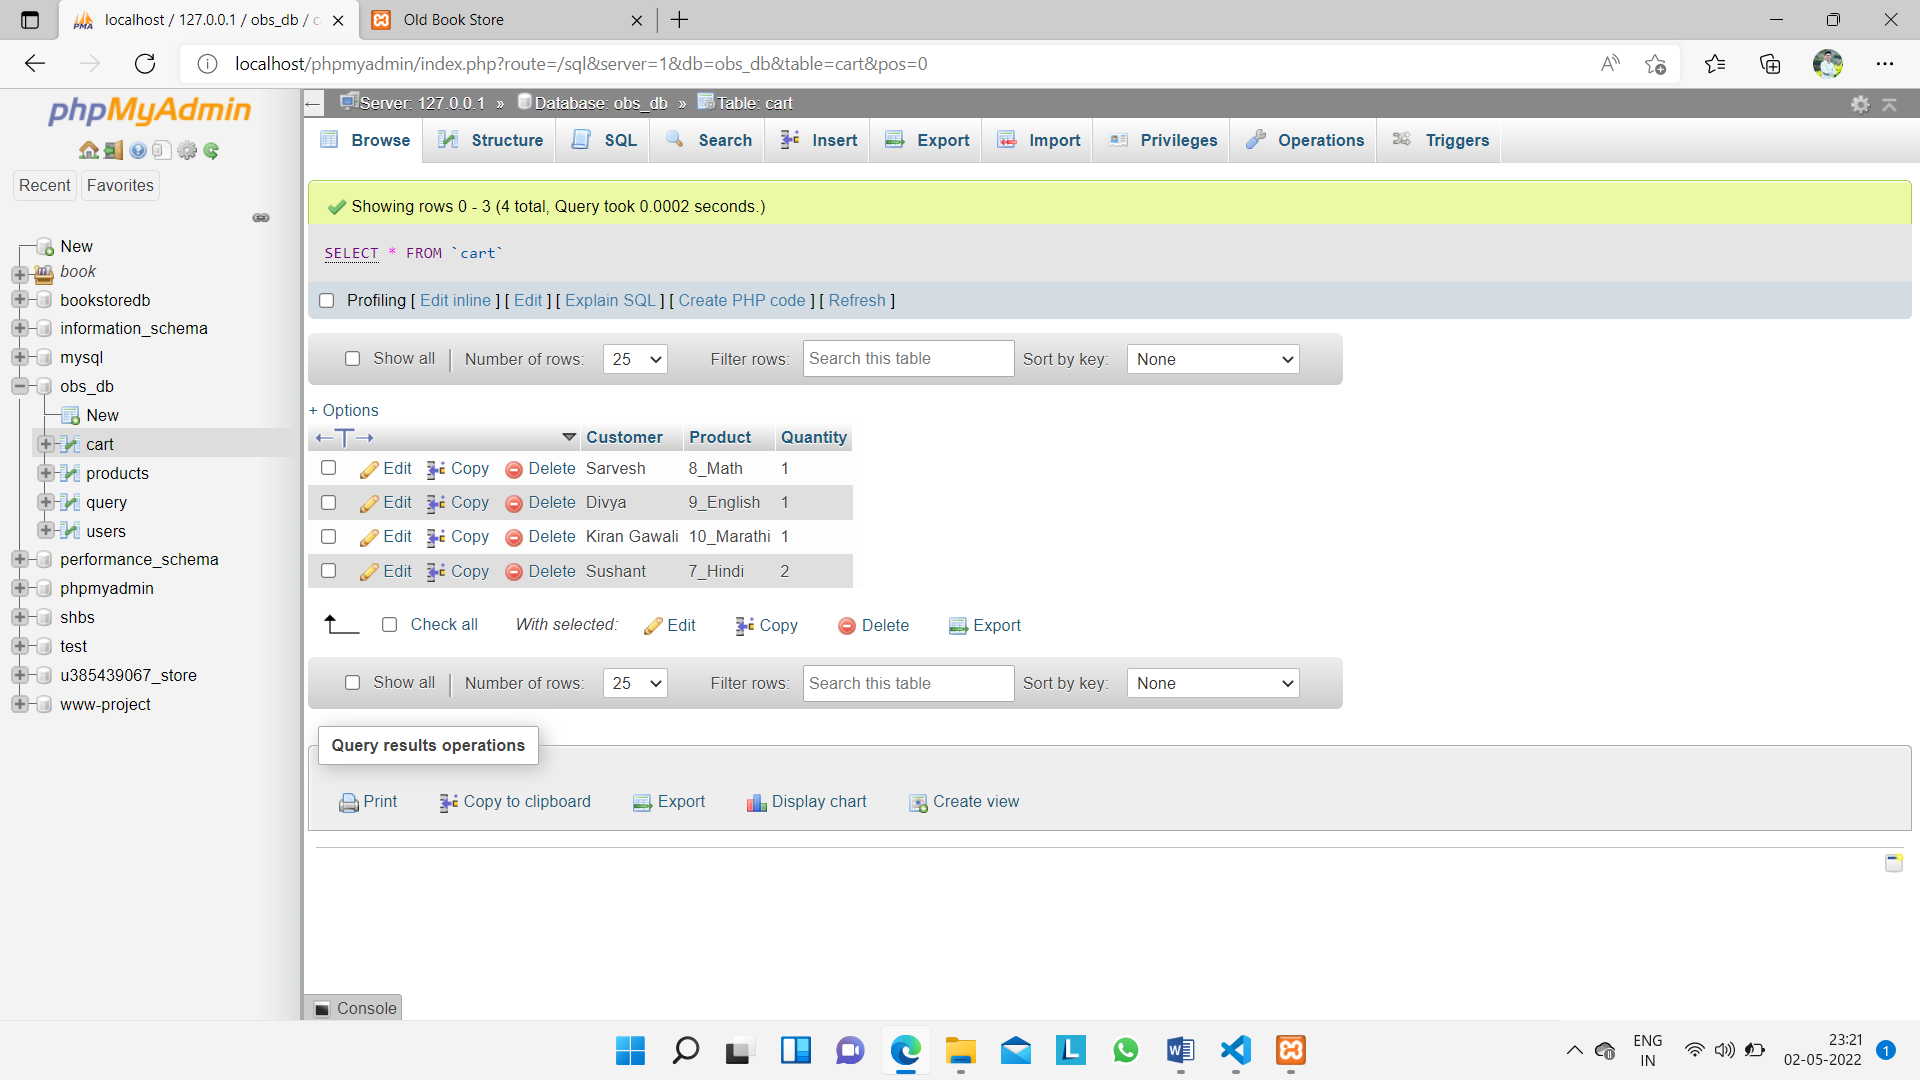 localhost / 127.0.0.1 / obs_db / c
Old Book Store
localhost/phpmyadmin/index.php?route=/sql&server=1&db=obs_db&table=cart&pos=0
phpMyAdmin
Recent Favorites
New
book
bookstoredb
information_schema
mysql
obs_db
New
cart
products
query
users
performance_schema
phpmyadmin
shbs
test
u385439067_store
www-project
Server: 127.0.0.1 » Database: obs_db » Table: cart
Browse Structure SQL Search Insert Export Import Privileges Operations Triggers
Showing rows 0 - 3 (4 total, Query took 0.0002 seconds.)
SELECT * FROM `cart`
Profiling [ Edit inline ] [ Edit ] [ Explain SQL ] [ Create PHP code ] [ Refresh ]
Show all Number of rows: 25 Filter rows: Search this table Sort by key: None
+ Options
←T→ Customer Product Quantity
Edit Copy Delete Sarvesh 8_Math 1
Edit Copy Delete Divya 9_English 1
Edit Copy Delete Kiran Gawali 10_Marathi 1
Edit Copy Delete Sushant 7_Hindi 2
Check all With selected: Edit Copy Delete Export
Show all Number of rows: 25 Filter rows: Search this table Sort by key: None
Query results operations
Print Copy to clipboard Export Display chart Create view
Console
ENG
IN
23:21
02-05-2022
1